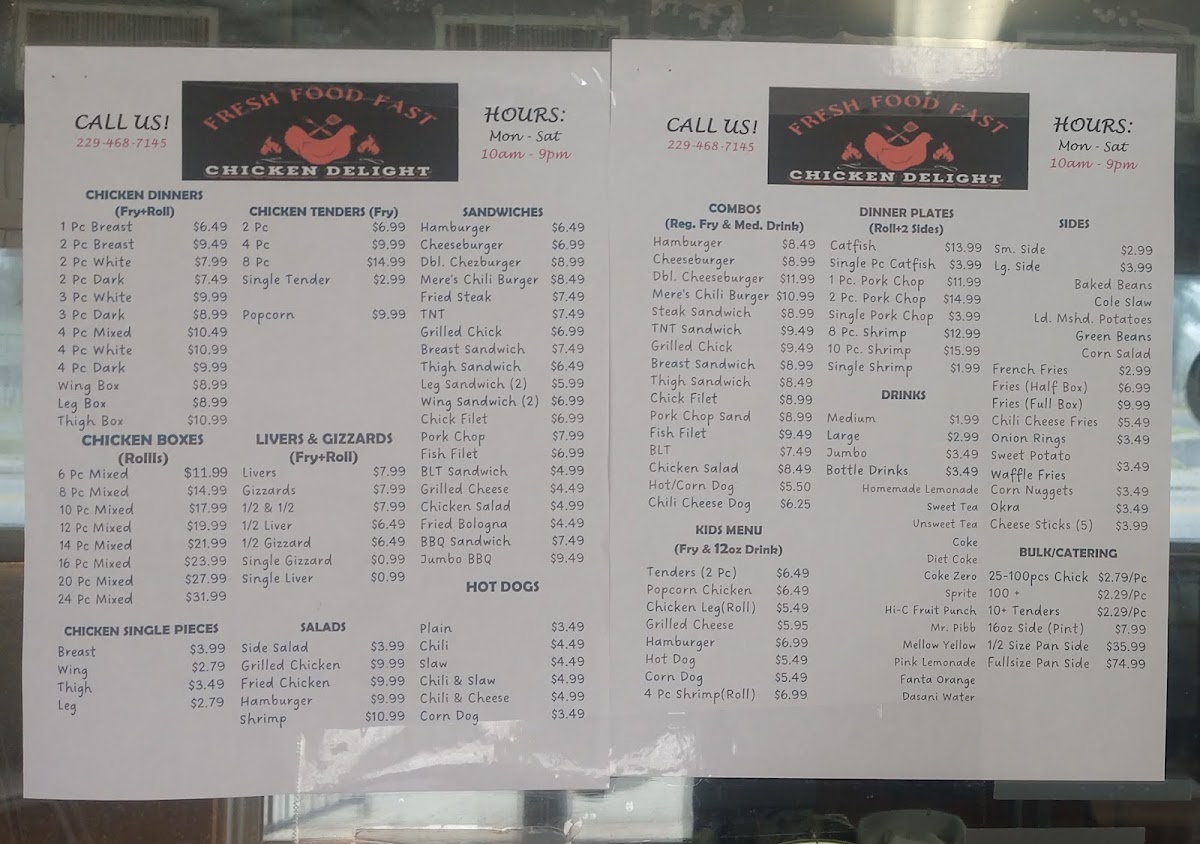 CALL US!
229-468-7145
FRESH FOOD FAST
CHICKEN DELIGHT
HOURS:
Mon - Sat
10am - 9pm
CHICKEN DINNERS
(Fry+Roll)
1 Pc Breast $6.49
2 Pc Breast $9.49
2 Pc White $7.99
2 Pc Dark $7.49
3 Pc White $9.99
3 Pc Dark $8.99
4 Pc Mixed $10.49
4 Pc White $10.99
4 Pc Dark $9.99
Wing Box $8.99
Leg Box $8.99
Thigh Box $10.99
CHICKEN BOXES
(Rollls)
6 Pc Mixed $11.99
8 Pc Mixed $14.99
10 Pc Mixed $17.99
12 Pc Mixed $19.99
14 Pc Mixed $21.99
16 Pc Mixed $23.99
20 Pc Mixed $27.99
24 Pc Mixed $31.99
CHICKEN SINGLE PIECES
Breast $3.99
Wing $2.79
Thigh $3.49
Leg $2.79
CHICKEN TENDERS (Fry)
2 Pc $6.99
4 Pc $9.99
8 Pc $14.99
Single Tender $2.99
Popcorn $9.99
LIVERS & GIZZARDS
(Fry+Roll)
Livers $7.99
Gizzards $7.99
1/2 & 1/2 $7.99
1/2 Liver $6.49
1/2 Gizzard $6.49
Single Gizzard $0.99
Single Liver $0.99
SALADS
Side Salad $3.99
Grilled Chicken $9.99
Fried Chicken $9.99
Hamburger $9.99
Shrimp $10.99
SANDWICHES
Hamburger $6.49
Cheeseburger $6.99
Dbl. Chezburger $8.99
Mere's Chili Burger $8.49
Fried Steak $7.49
TNT $7.49
Grilled Chick $6.99
Breast Sandwich $7.49
Thigh Sandwich $6.49
Leg Sandwich (2) $5.99
Wing Sandwich (2) $6.99
Chick Filet $6.99
Pork Chop $7.99
Fish Filet $6.99
BLT Sandwich $4.99
Grilled Cheese $4.49
Chicken Salad $4.99
Fried Bologna $4.49
BBQ Sandwich $7.49
Jumbo BBQ $9.49
HOT DOGS
Plain $3.49
Chili $4.49
Slaw $4.49
Chili & Slaw $4.99
Chili & Cheese $4.99
Corn Dog $3.49
CALL US!
229-468-7145
FRESH FOOD FAST
CHICKEN DELIGHT
HOURS:
Mon - Sat
10am - 9pm
COMBOS
(Reg. Fry & Med. Drink)
Hamburger $8.49
Cheeseburger $8.99
Dbl. Cheeseburger $11.99
Mere's Chili Burger $10.99
Steak Sandwich $8.99
TNT Sandwich $9.49
Grilled Chick $9.49
Breast Sandwich $8.99
Thigh Sandwich $8.49
Chick Filet $8.99
Pork Chop Sand $8.99
Fish Filet $9.49
BLT $7.49
Chicken Salad $8.49
Hot/Corn Dog $5.50
Chili Cheese Dog $6.25
KIDS MENU
(Fry & 12oz Drink)
Tenders (2 Pc) $6.49
Popcorn Chicken $6.49
Chicken Leg(Roll) $5.49
Grilled Cheese $5.95
Hamburger $6.99
Hot Dog $5.49
Corn Dog $5.49
4 Pc Shrimp(Roll) $6.99
DINNER PLATES
(Roll+2 Sides)
Catfish $13.99
Single Pc Catfish $3.99
1 Pc. Pork Chop $11.99
2 Pc. Pork Chop $14.99
Single Pork Chop $3.99
8 Pc. Shrimp $12.99
10 Pc. Shrimp $15.99
Single Shrimp $1.99
DRINKS
Medium $1.99
Large $2.99
Jumbo $3.49
Bottle Drinks $3.49
Homemade Lemonade
Sweet Tea
Unsweet Tea
Coke
Diet Coke
Coke Zero
Sprite
Hi-C Fruit Punch
Mr. Pibb
Mellow Yellow
Pink Lemonade
Fanta Orange
Dasani Water
SIDES
Sm. Side $2.99
Lg. Side $3.99
Baked Beans
Cole Slaw
Ld. Mshd. Potatoes
Green Beans
Corn Salad
French Fries $2.99
Fries (Half Box) $6.99
Fries (Full Box) $9.99
Chili Cheese Fries $5.49
Onion Rings $3.49
Sweet Potato
Waffle Fries $3.49
Corn Nuggets $3.49
Okra $3.49
Cheese Sticks (5) $3.99
BULK/CATERING
25-100pcs Chick $2.79/Pc
100 + $2.29/Pc
10+ Tenders $2.29/Pc
16oz Side (Pint) $7.99
1/2 Size Pan Side $35.99
Fullsize Pan Side $74.99